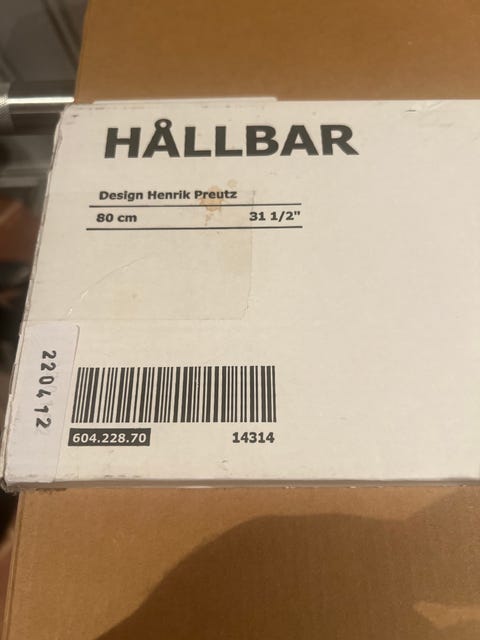 HÅLLBAR
Design Henrik Preutz
80 cm 31 1/2"
220412
604.228.70 14314